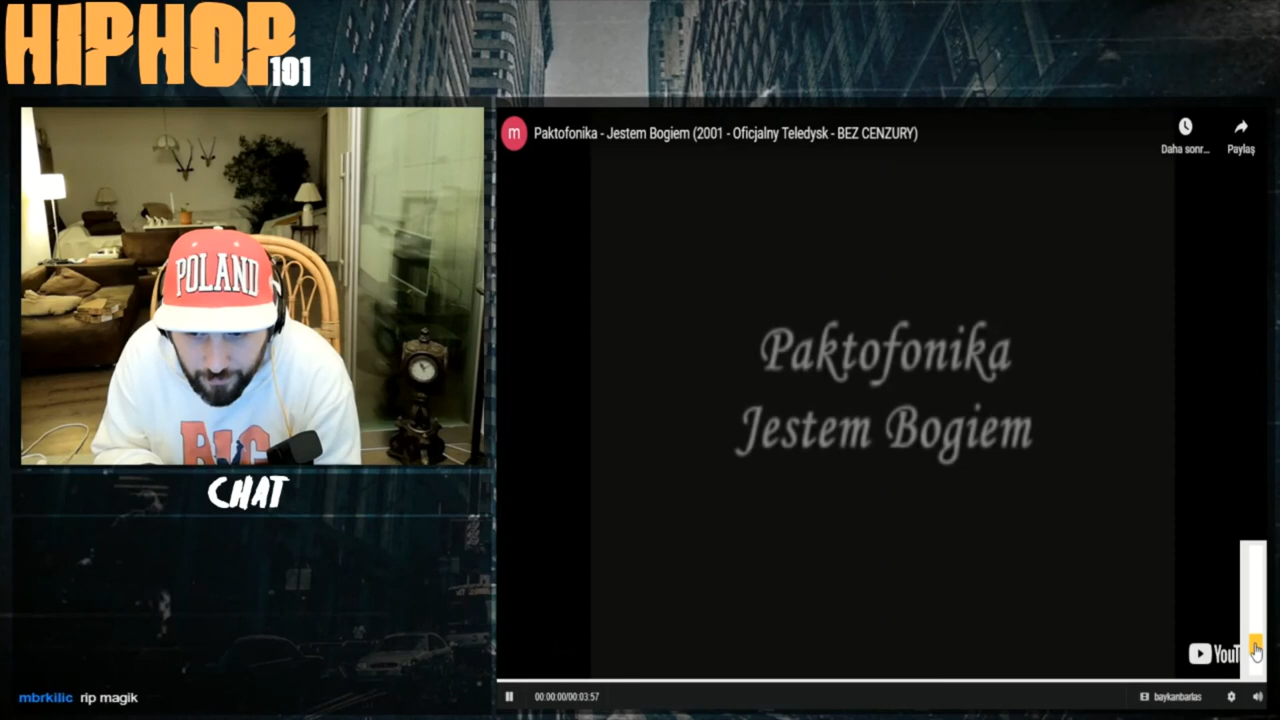 HIPHOP
101
m
Paktofonika - Jestem Bogiem (2001 - Oficjalny Teledysk - BEZ CENZURY)
Daha sonr...
Paylaş
POLAND
BIG
Paktofonika
Jestem Bogiem
CHAT
mbrkilic rip magik
YouT
00:00:00/00:03:57
baykanbarlas